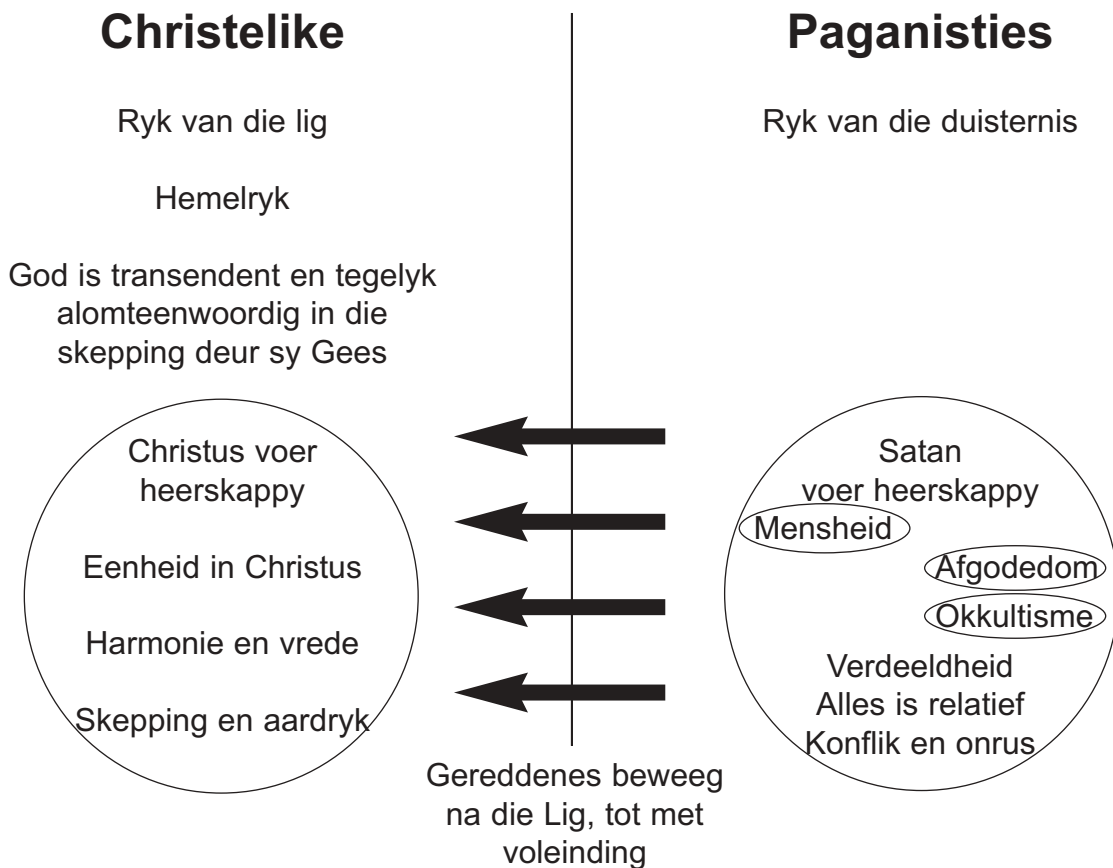 Christelike
Ryk van die lig
Hemelryk
God is transendent en tegelyk
alomteenwoordig in die
skepping deur sy Gees
Christus voer
heerskappy
Eenheid in Christus
Harmonie en vrede
Skepping en aardryk
Gereddenes beweeg
na die Lig, tot met
voleinding
Paganisties
Ryk van die duisternis
Satan
voer heerskappy
Mensheid
Afgodedom
Okkultisme
Verdeeldheid
Alles is relatief
Konflik en onrus